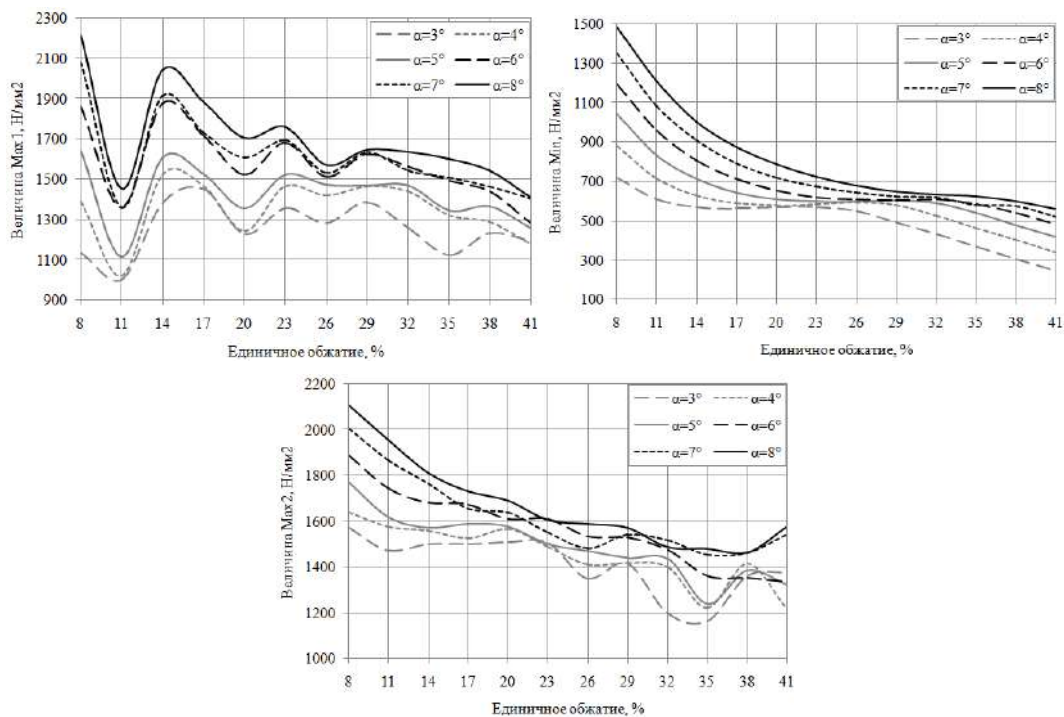 Величина Max 1, Н/мм2
2300
2100
1900
1700
1500
1300
1100
900
α=3° α=4°
α=5° α=6°
α=7° α=8°
8 11 14 17 20 23 26 29 32 35 38 41
Единичное обжатие, %
Величина Min, Н/мм2
1500
1300
1100
900
700
500
300
100
α=3° α=4°
α=5° α=6°
α=7° α=8°
8 11 14 17 20 23 26 29 32 35 38 41
Единичное обжатие, %
Величина Max 2, Н/мм2
2200
2000
1800
1600
1400
1200
1000
α=3° α=4°
α=5° α=6°
α=7° α=8°
8 11 14 17 20 23 26 29 32 35 38 41
Единичное обжатие, %